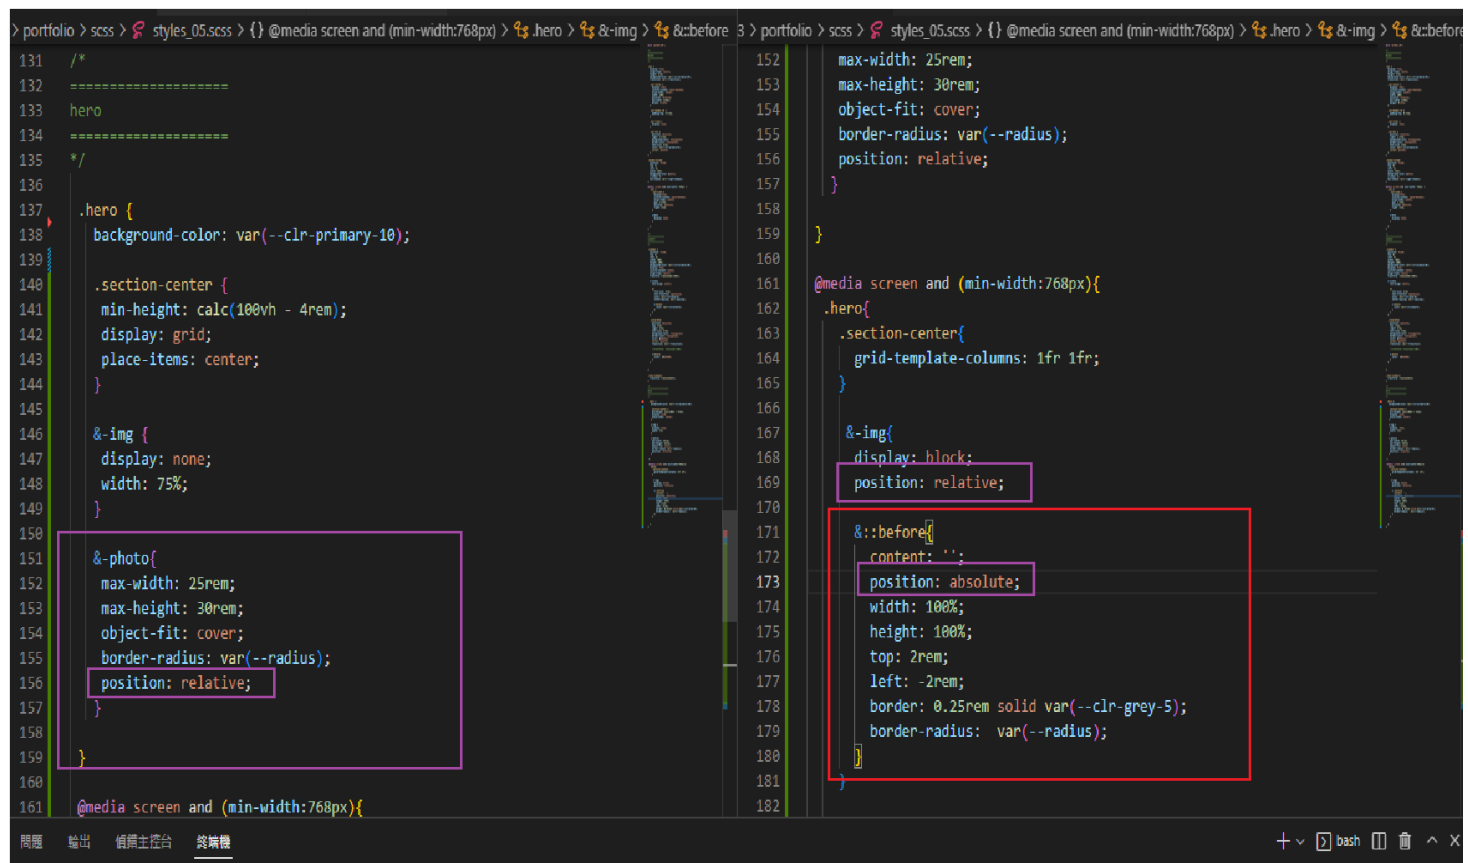 > portfolio > scss > styles_05.scss > {} @media screen and (min-width:768px) > .hero > &-img > &::before
131 /*
132 ====================
133 hero
134 ====================
135 */
136
137 .hero {
138 background-color: var(--clr-primary-10);
139
140 .section-center {
141 min-height: calc(100vh - 4rem);
142 display: grid;
143 place-items: center;
144 }
145
146 &-img {
147 display: none;
148 width: 75%;
149 }
150
151 &-photo{
152 max-width: 25rem;
153 max-height: 30rem;
154 object-fit: cover;
155 border-radius: var(--radius);
156 position: relative;
157 }
158
159 }
160
161 @media screen and (min-width:768px){
3 > portfolio > scss > styles_05.scss > {} @media screen and (min-width:768px) > .hero > &-img > &::before
152 max-width: 25rem;
153 max-height: 30rem;
154 object-fit: cover;
155 border-radius: var(--radius);
156 position: relative;
157 }
158
159 }
160
161 @media screen and (min-width:768px){
162 .hero{
163 .section-center{
164 grid-template-columns: 1fr 1fr;
165 }
166
167 &-img{
168 display: block;
169 position: relative;
170
171 &::before{
172 content: '';
173 position: absolute;
174 width: 100%;
175 height: 100%;
176 top: 2rem;
177 left: -2rem;
178 border: 0.25rem solid var(--clr-grey-5);
179 border-radius:  var(--radius);
180 }
181 }
182
問題 輸出 偵錯主控台 終端機
bash